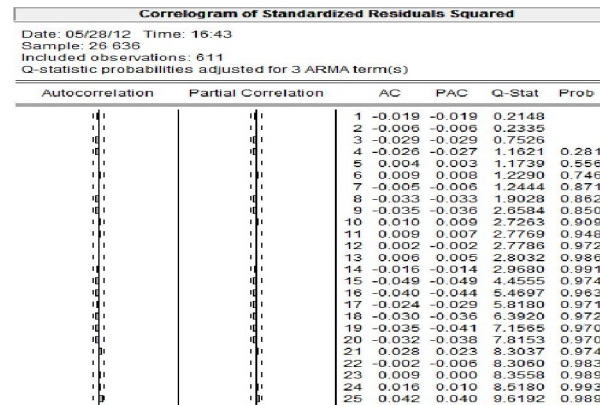 Correlogram of Standardized Residuals Squared
Date: 05/28/12 Time: 16:43
Sample: 26 636
Included observations: 611
Q-statistic probabilities adjusted for 3 ARMA term(s)
Autocorrelation Partial Correlation AC PAC Q-Stat Prob
1 -0.019 -0.019 0.2148
2 -0.006 -0.006 0.2335
3 -0.029 -0.029 0.7526
4 -0.026 -0.027 1.1621 0.281
5 0.004 0.003 1.1739 0.556
6 0.009 0.008 1.2290 0.746
7 -0.005 -0.006 1.2444 0.871
8 -0.033 -0.033 1.9028 0.862
9 -0.035 -0.036 2.6584 0.850
10 0.010 0.009 2.7263 0.909
11 0.009 0.007 2.7769 0.948
12 0.002 -0.002 2.7786 0.972
13 0.006 0.005 2.8032 0.986
14 -0.016 -0.014 2.9680 0.991
15 -0.049 -0.049 4.4555 0.974
16 -0.040 -0.044 5.4697 0.963
17 -0.024 -0.029 5.8180 0.971
18 -0.030 -0.036 6.3920 0.972
19 -0.035 -0.041 7.1565 0.970
20 -0.032 -0.038 7.8153 0.970
21 0.028 0.023 8.3037 0.974
22 -0.002 -0.006 8.3060 0.983
23 0.009 0.000 8.3558 0.989
24 0.016 0.010 8.5180 0.993
25 0.042 0.040 9.6192 0.989